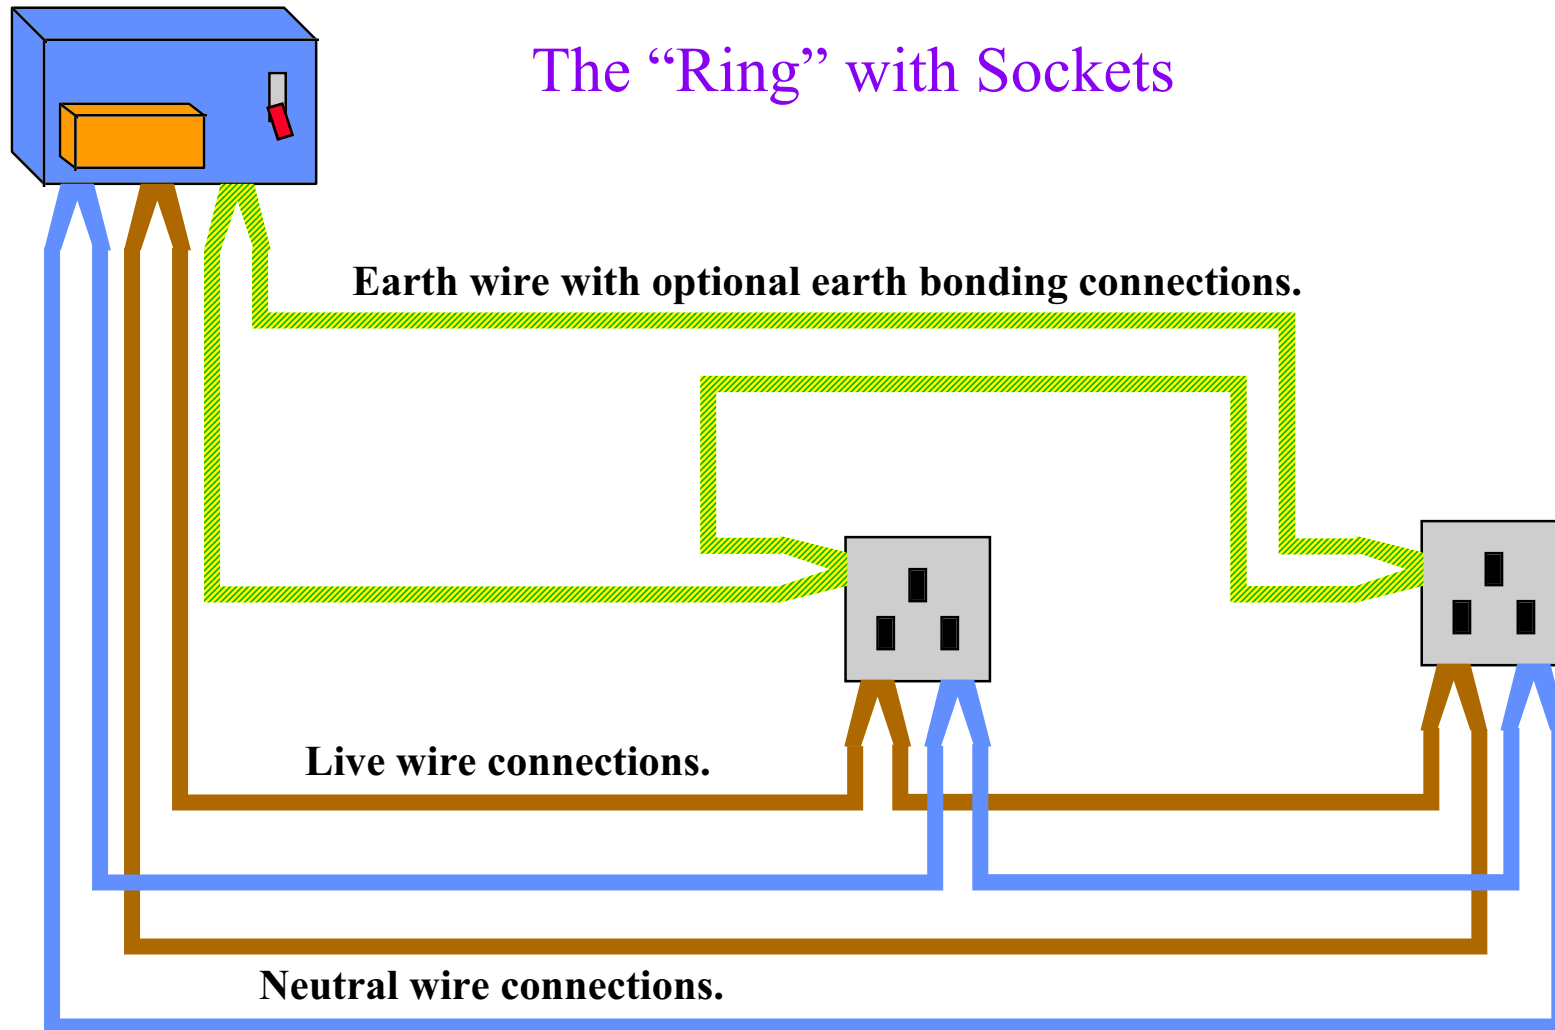 The “Ring” with Sockets
Earth wire with optional earth bonding connections.
Live wire connections.
Neutral wire connections.